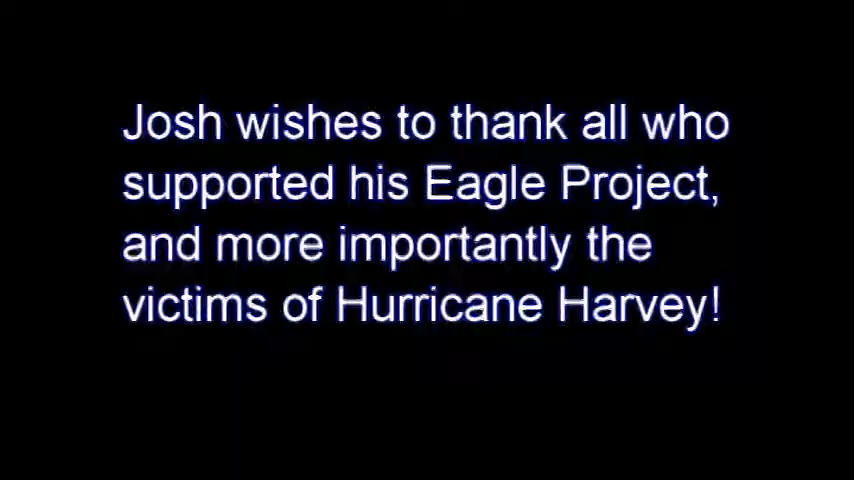 Josh wishes to thank all who
supported his Eagle Project,
and more importantly the
victims of Hurricane Harvey!